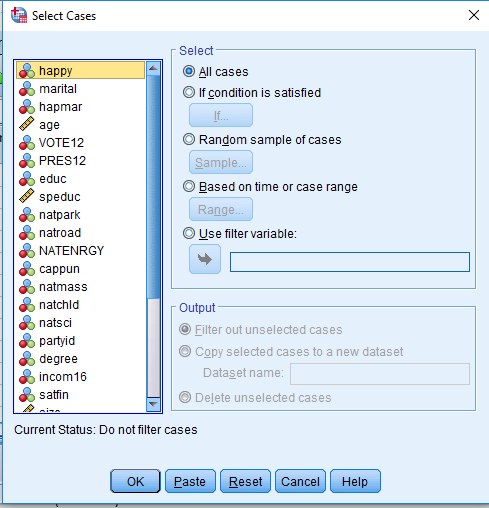 Select Cases
happy
marital
hapmar
age
VOTE12
PRES12
educ
speduc
natpark
natroad
NATENRGY
cappun
natmass
natchld
natsci
partyid
degree
incom16
satfin
Select
All cases
If condition is satisfied
If...
Random sample of cases
Sample...
Based on time or case range
Range...
Use filter variable:
Output
Filter out unselected cases
Copy selected cases to a new dataset
Dataset name:
Delete unselected cases
Current Status: Do not filter cases
OK Paste Reset Cancel Help